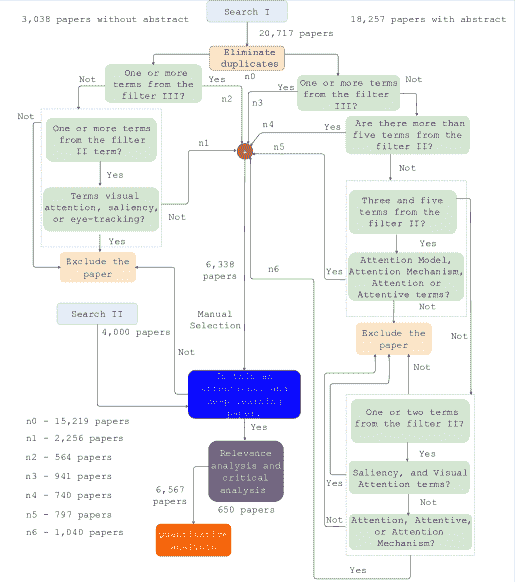 Search I
3,038 papers without abstract
18,257 papers with abstract
20,717 papers
Eliminate
duplicates
n0
Not
One or more
terms from the
filter III?
Yes
n2
n3
Yes
One or more terms
from the filter
III?
Not
Not
One or more terms
from the filter
II term?
Yes
n1
n4
Yes
n5
Are there more than
five terms from the
filter II?
Not
Terms visual
attention, saliency,
or eye-tracking?
Not
Yes
Three and five
terms from the
filter II?
Yes
Exclude the
paper
6,338
papers
n6
Yes
Attention Model,
Attention Mechanism,
Attention or
Attentive terms?
Not
Search II
4,000 papers
Manual
Selection
Not
Exclude the
paper
Not
Not
Yes
One or two terms
from the filter II?
Yes
n0 - 15,219 papers
n1 - 2,256 papers
n2 - 564 papers
n3 - 941 papers
n4 - 740 papers
n5 - 797 papers
n6 - 1,040 papers
Relevence
analysis and
critical
analysis
650 papers
6,567
papers
Yes
Saliency, and Visual
Attention terms?
Not
Not
Attention, Attentive,
or Attention
Mechanism?
Yes